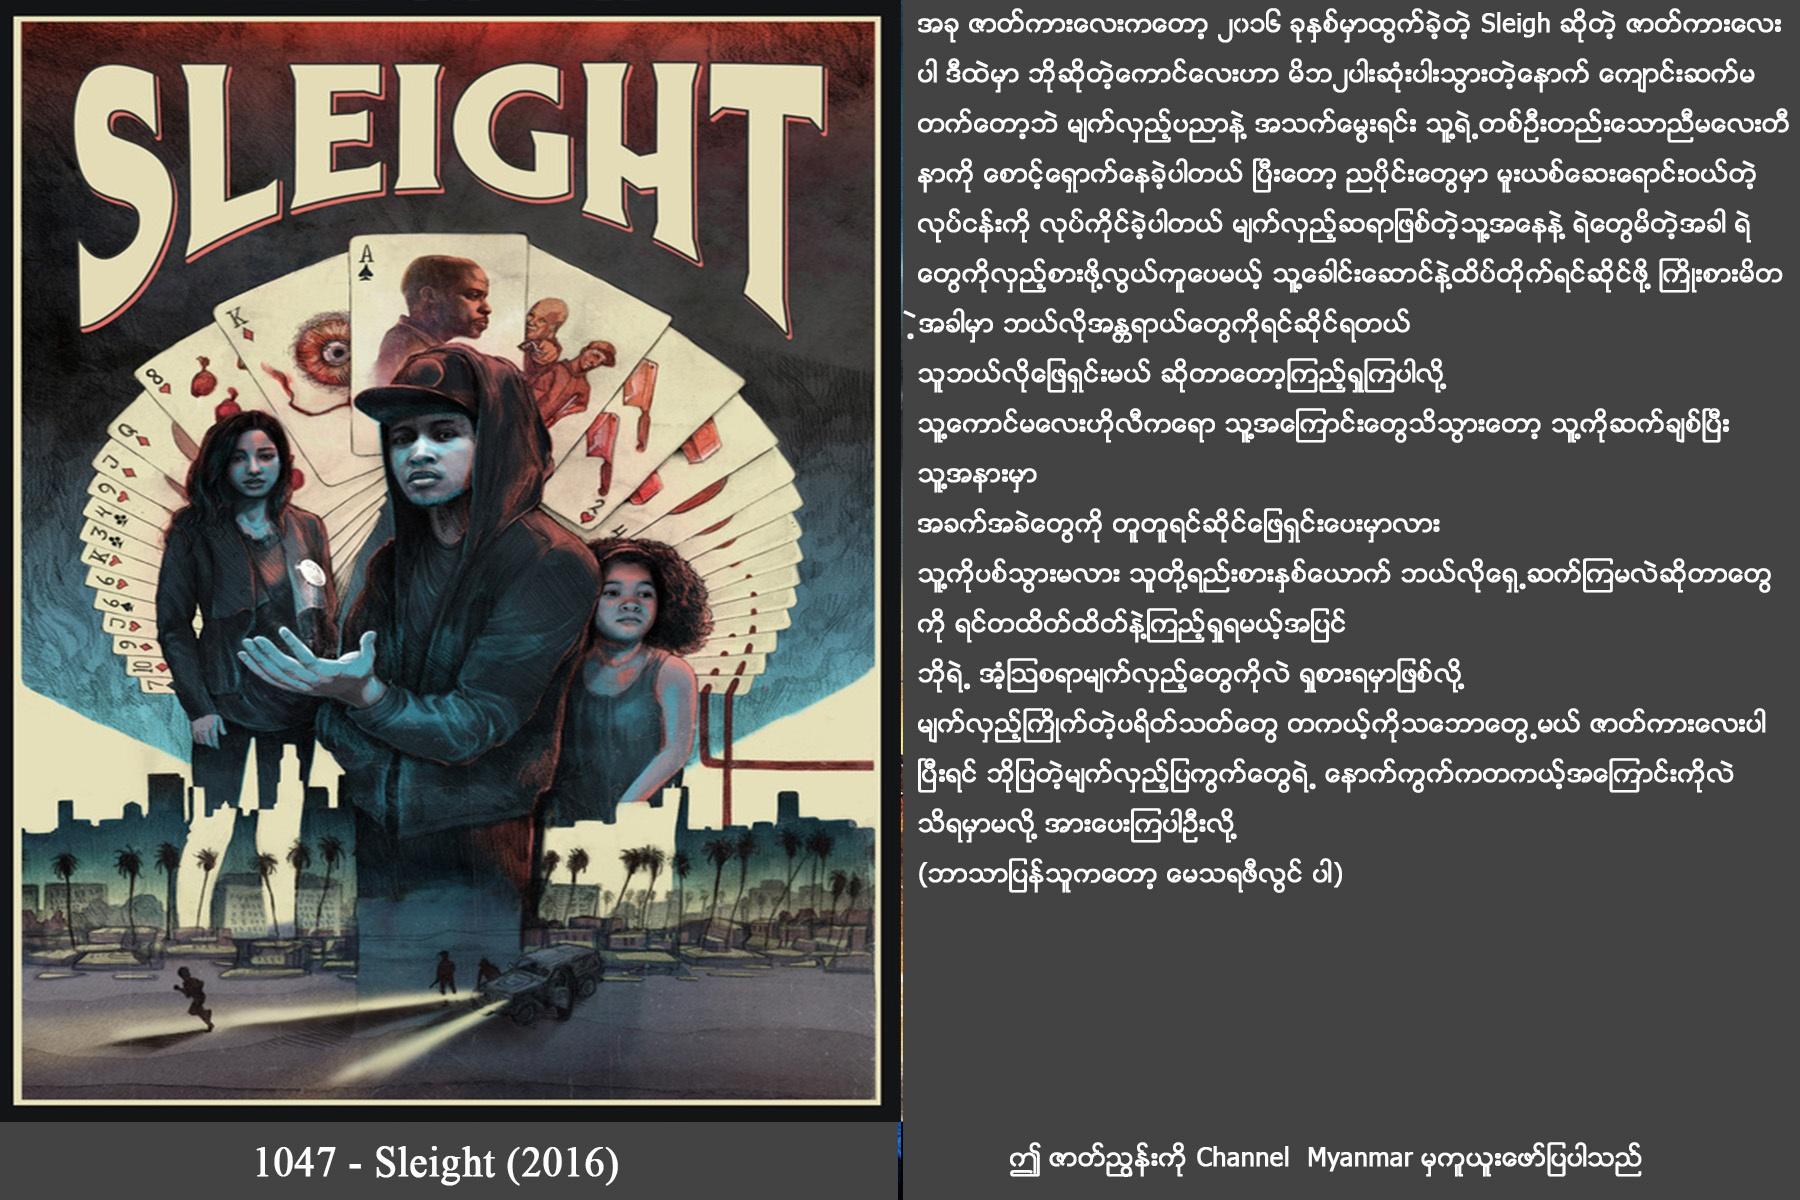 SLEIGHT
A
K
8
Q
J
9
4
3
K
6
6
J
9
10
7
2
4
အခု ဇာတ်ကားလေးကတော့ ၂၀၁၆ ခုနှစ်မှာထွက်ခဲ့တဲ့ Sleigh ဆိုတဲ့ ဇာတ်ကားလေး
ပါ ဒီထဲမှာ ဘိုဆိုတဲ့ကောင်လေးဟာ မိဘ၂ပါးဆုံးပါးသွားတဲ့နောက် ကျောင်းဆက်မ
တက်တော့ဘဲ မျက်လှည့်ပညာနဲ့ အသက်မွေးရင်း သူ့ရဲ့တစ်ဦးတည်းသောညီမလေးတီ
နာကို စောင့်ရှောက်နေခဲ့ပါတယ် ပြီးတော့ ညပိုင်းတွေမှာ မူးယစ်ဆေးရောင်းဝယ်တဲ့
လုပ်ငန်းကို လုပ်ကိုင်ခဲ့ပါတယ် မျက်လှည့်ဆရာဖြစ်တဲ့သူ့အနေနဲ့ ရဲတွေမိတဲ့အခါ ရဲ
တွေကိုလှည့်စားဖို့လွယ်ကူပေမယ့် သူ့ခေါင်းဆောင်နဲ့ထိပ်တိုက်ရင်ဆိုင်ဖို့ ကြိုးစားမိတ
ဲ့အခါမှာ ဘယ်လိုအန္တရာယ်တွေကိုရင်ဆိုင်ရတယ်
သူဘယ်လိုဖြေရှင်းမယ် ဆိုတာတော့ကြည့်ရှုကြပါလို့
သူ့ကောင်မလေးဟိုလီကရော သူ့အကြောင်းတွေသိသွားတော့ သူ့ကိုဆက်ချစ်ပြီး
သူ့အနားမှာ
အခက်အခဲတွေကို တူတူရင်ဆိုင်ဖြေရှင်းပေးမှာလား
သူ့ကိုပစ်သွားမလား သူတို့ရည်းစားနှစ်ယောက် ဘယ်လိုရှေ့ဆက်ကြမလဲဆိုတာတွေ
ကို ရင်တထိတ်ထိတ်နဲ့ကြည့်ရှုရမယ့်အပြင်
ဘိုရဲ့ အံ့ဩစရာမျက်လှည့်တွေကိုလဲ ရှုစားရမှာဖြစ်လို့
မျက်လှည့်ကြိုက်တဲ့ပရိတ်သတ်တွေ တကယ့်ကိုသဘောတွေ့မယ် ဇာတ်ကားလေးပါ
ပြီးရင် ဘိုပြတဲ့မျက်လှည့်ပြကွက်တွေရဲ့ နောက်ကွက်ကတကယ့်အကြောင်းကိုလဲ
သိရမှာမလို့ အားပေးကြပါဦးလို့
(ဘာသာပြန်သူကတော့ မေသရဖီလွင် ပါ)
1047 - Sleight (2016)
ဤ ဇာတ်ညွှန်းကို Channel  Myanmar မှကူယူးဖော်ပြပါသည်